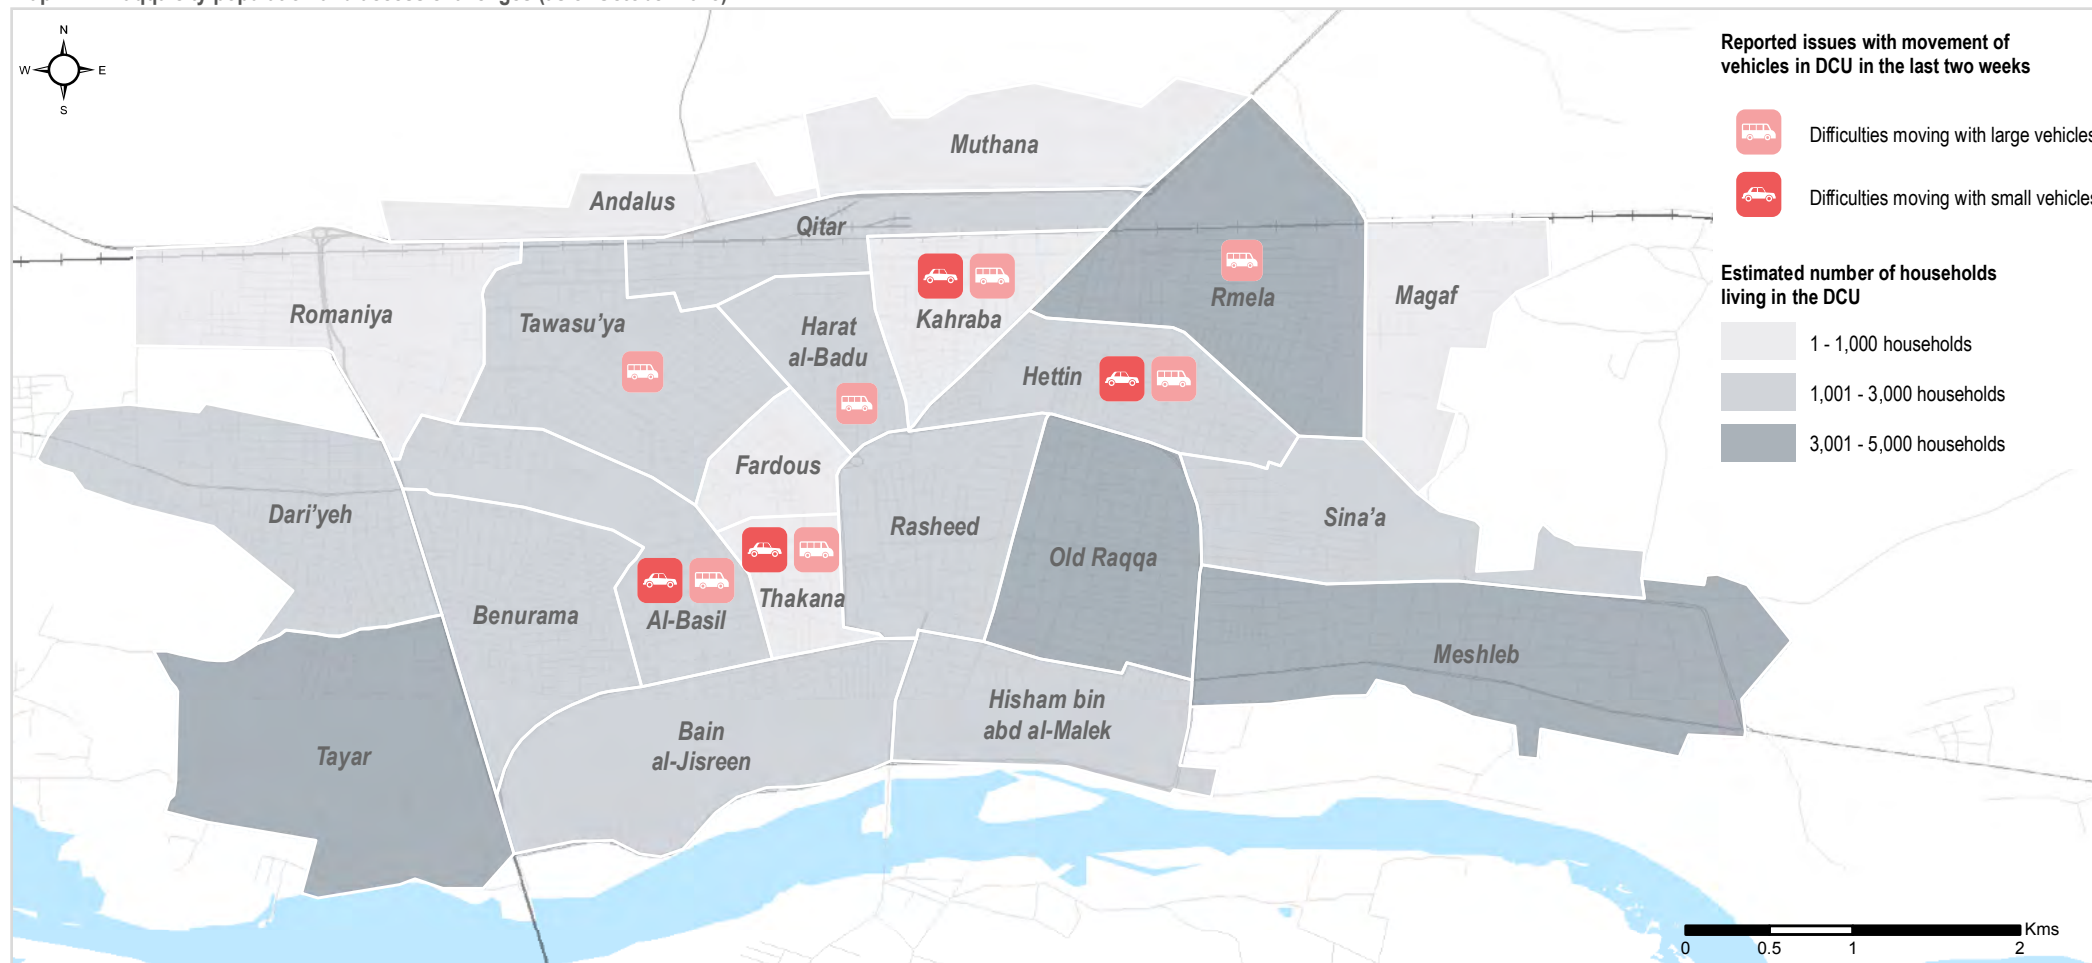 N
W
E
S
Reported issues with movement of
vehicles in DCU in the last two weeks
Difficulties moving with large vehicles
Difficulties moving with small vehicles
Estimated number of households
living in the DCU
1 - 1,000 households
1,001 - 3,000 households
3,001 - 5,000 households
Muthana
Andalus
Qitar
Romaniya
Tawasu'ya
Harat
al-Badu
Kahraba
Rmela
Magaf
Hettin
Fardous
Dari'yeh
Rasheed
Old Raqqa
Sina'a
Benurama
Al-Basil
Thakana
Meshleb
Tayar
Bain
al-Jisreen
Hisham bin
abd al-Malek
Kms
0
0.5
1
2